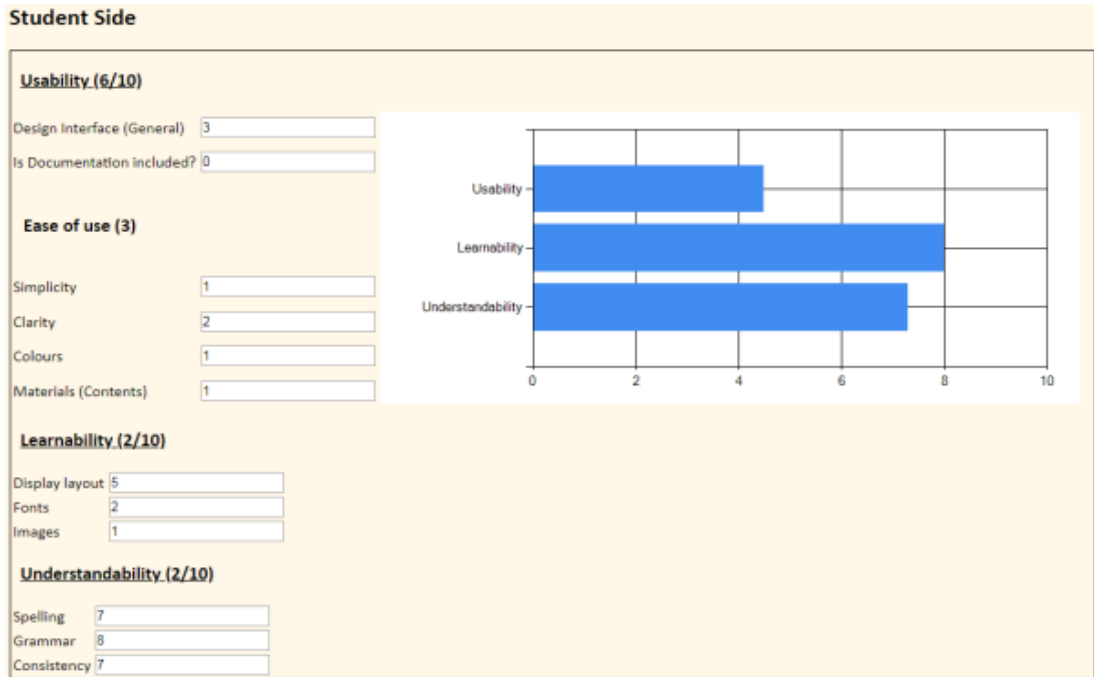 Student Side
Usability (6/10)
Design Interface (General) 3
Is Documentation included? 0
Ease of use (3)
Simplicity 1
Clarity 2
Colours 1
Materials (Contents) 1
Learnability (2/10)
Display layout 5
Fonts 2
Images 1
Understandability (2/10)
Spelling 7
Grammar 8
Consistency 7
Usability
Learnability
Understandability
0 2 4 6 8 10